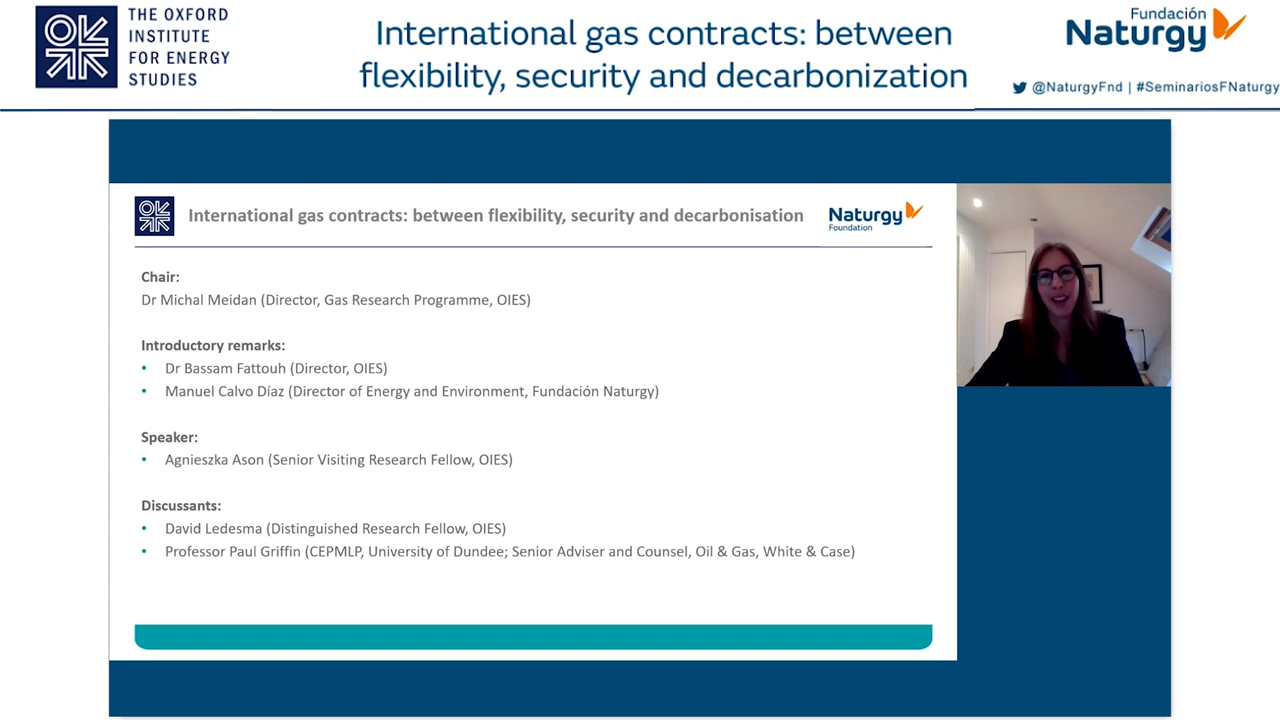 THE OXFORD
INSTITUTE
FOR ENERGY
STUDIES
International gas contracts: between
flexibility, security and decarbonization
Fundación
Naturgy
@NaturgyFnd | #SeminariosFNaturgy
International gas contracts: between flexibility, security and decarbonisation
Naturgy
Foundation
Chair:
Dr Michal Meidan (Director, Gas Research Programme, OIES)
Introductory remarks:
• Dr Bassam Fattouh (Director, OIES)
• Manuel Calvo Díaz (Director of Energy and Environment, Fundación Naturgy)
Speaker:
• Agnieszka Ason (Senior Visiting Research Fellow, OIES)
Discussants:
• David Ledesma (Distinguished Research Fellow, OIES)
• Professor Paul Griffin (CEPMLP, University of Dundee; Senior Adviser and Counsel, Oil & Gas, White & Case)